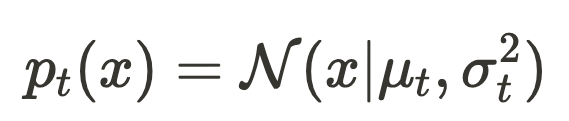 $p_t(x) = \mathcal{N}(x|\mu_t, \sigma_t^2)$